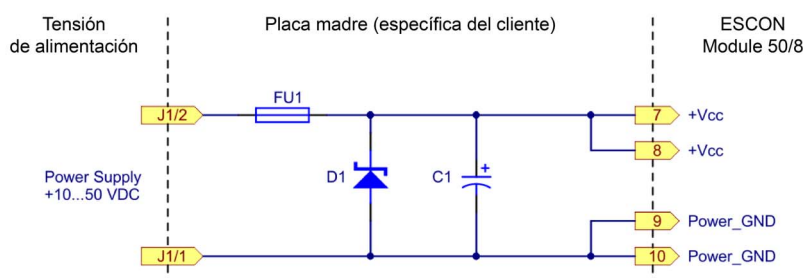 Tensión
de alimentación
Placa madre (específica del cliente)
ESCON
Module 50/8
FU1
J1/2
7
+Vcc
8
+Vcc
Power Supply
+10...50 VDC
D1
C1
+
9
Power_GND
J1/1
10
Power_GND